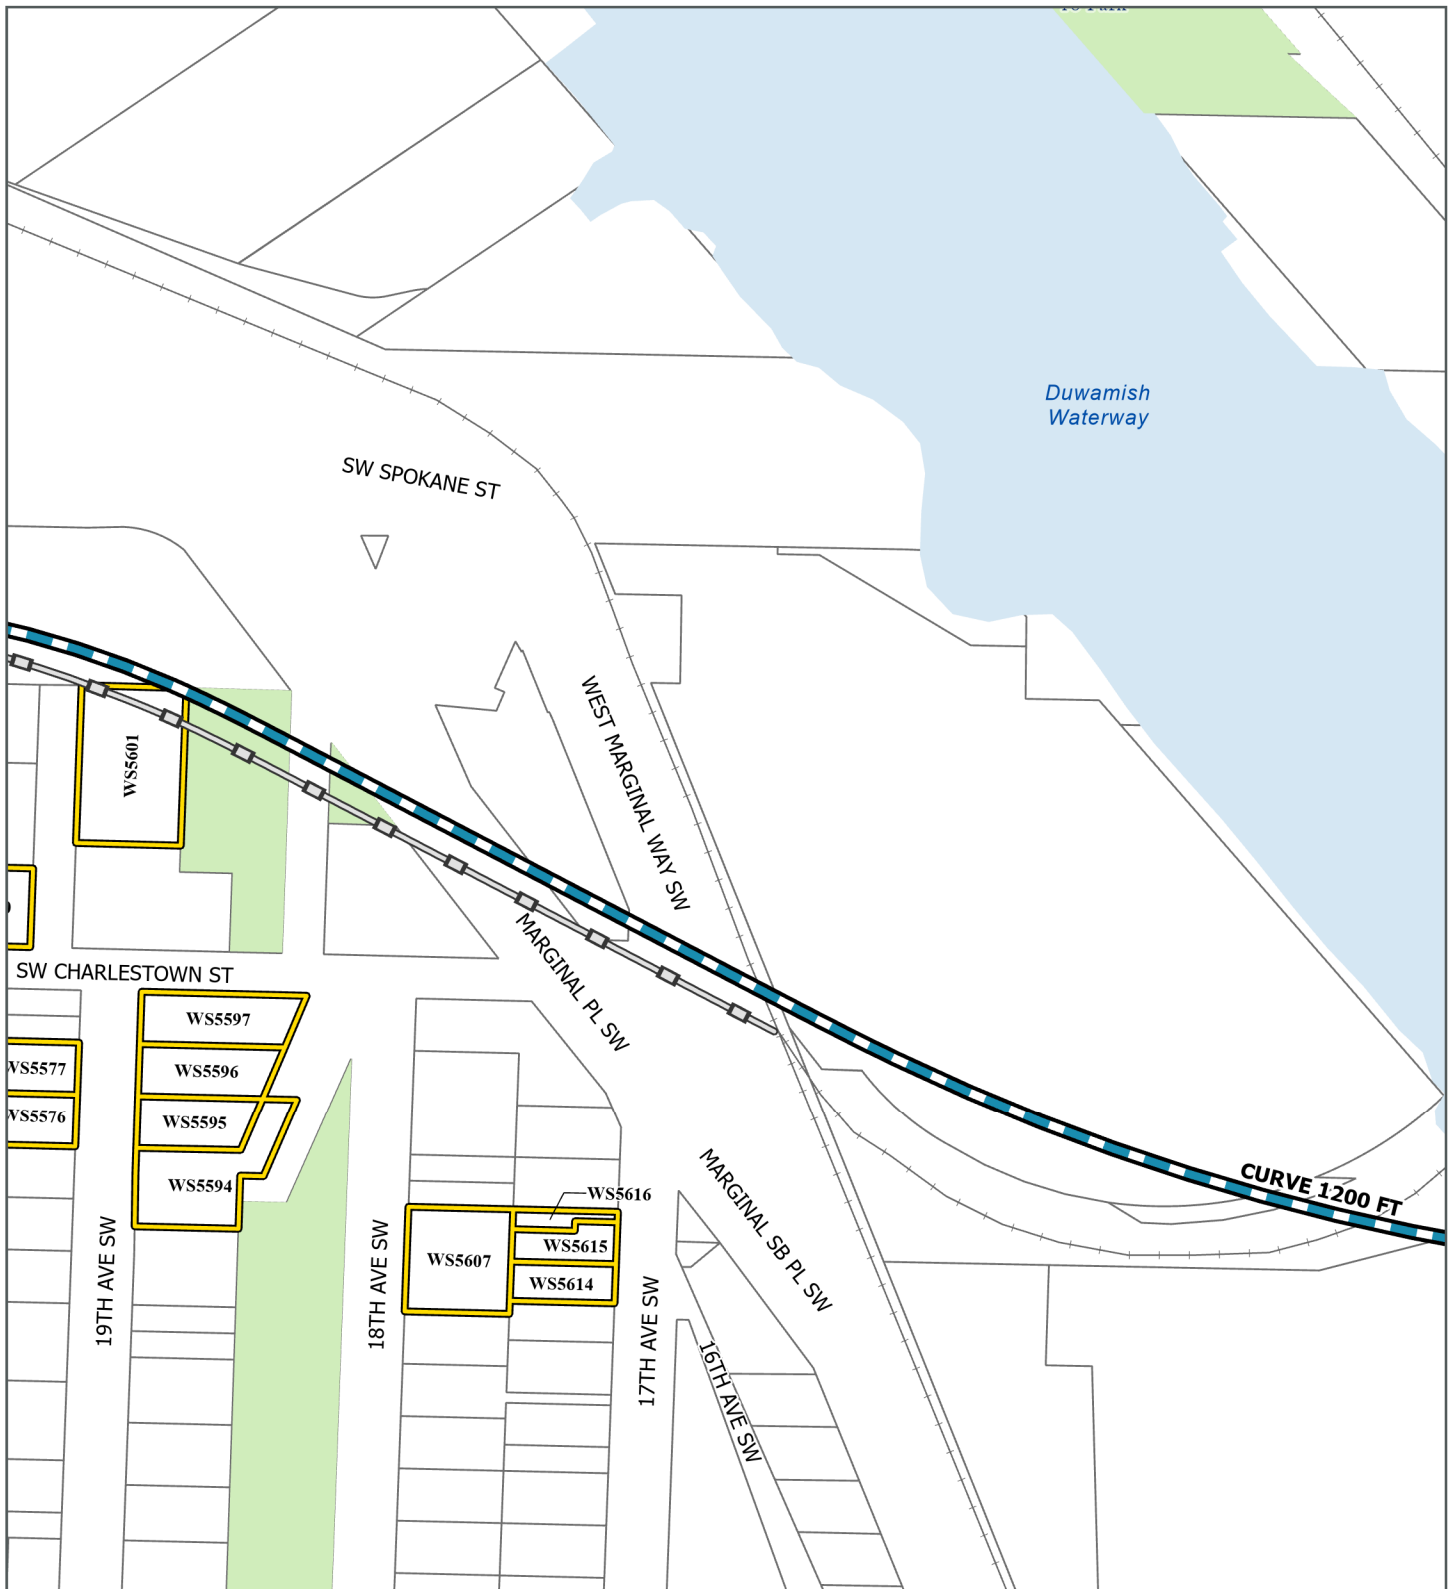 Duwamish
Waterway
SW SPOKANE ST
WEST MARGINAL WAY SW
WS5601
MARGINAL PL SW
SW CHARLESTOWN ST
WS5597
WS5577
WS5596
WS5576
WS5595
WS5594
CURVE 1200 FT
MARGINAL SB PL SW
WS5616
WS5607
WS5615
WS5614
19TH AVE SW
18TH AVE SW
17TH AVE SW
16TH AVE SW